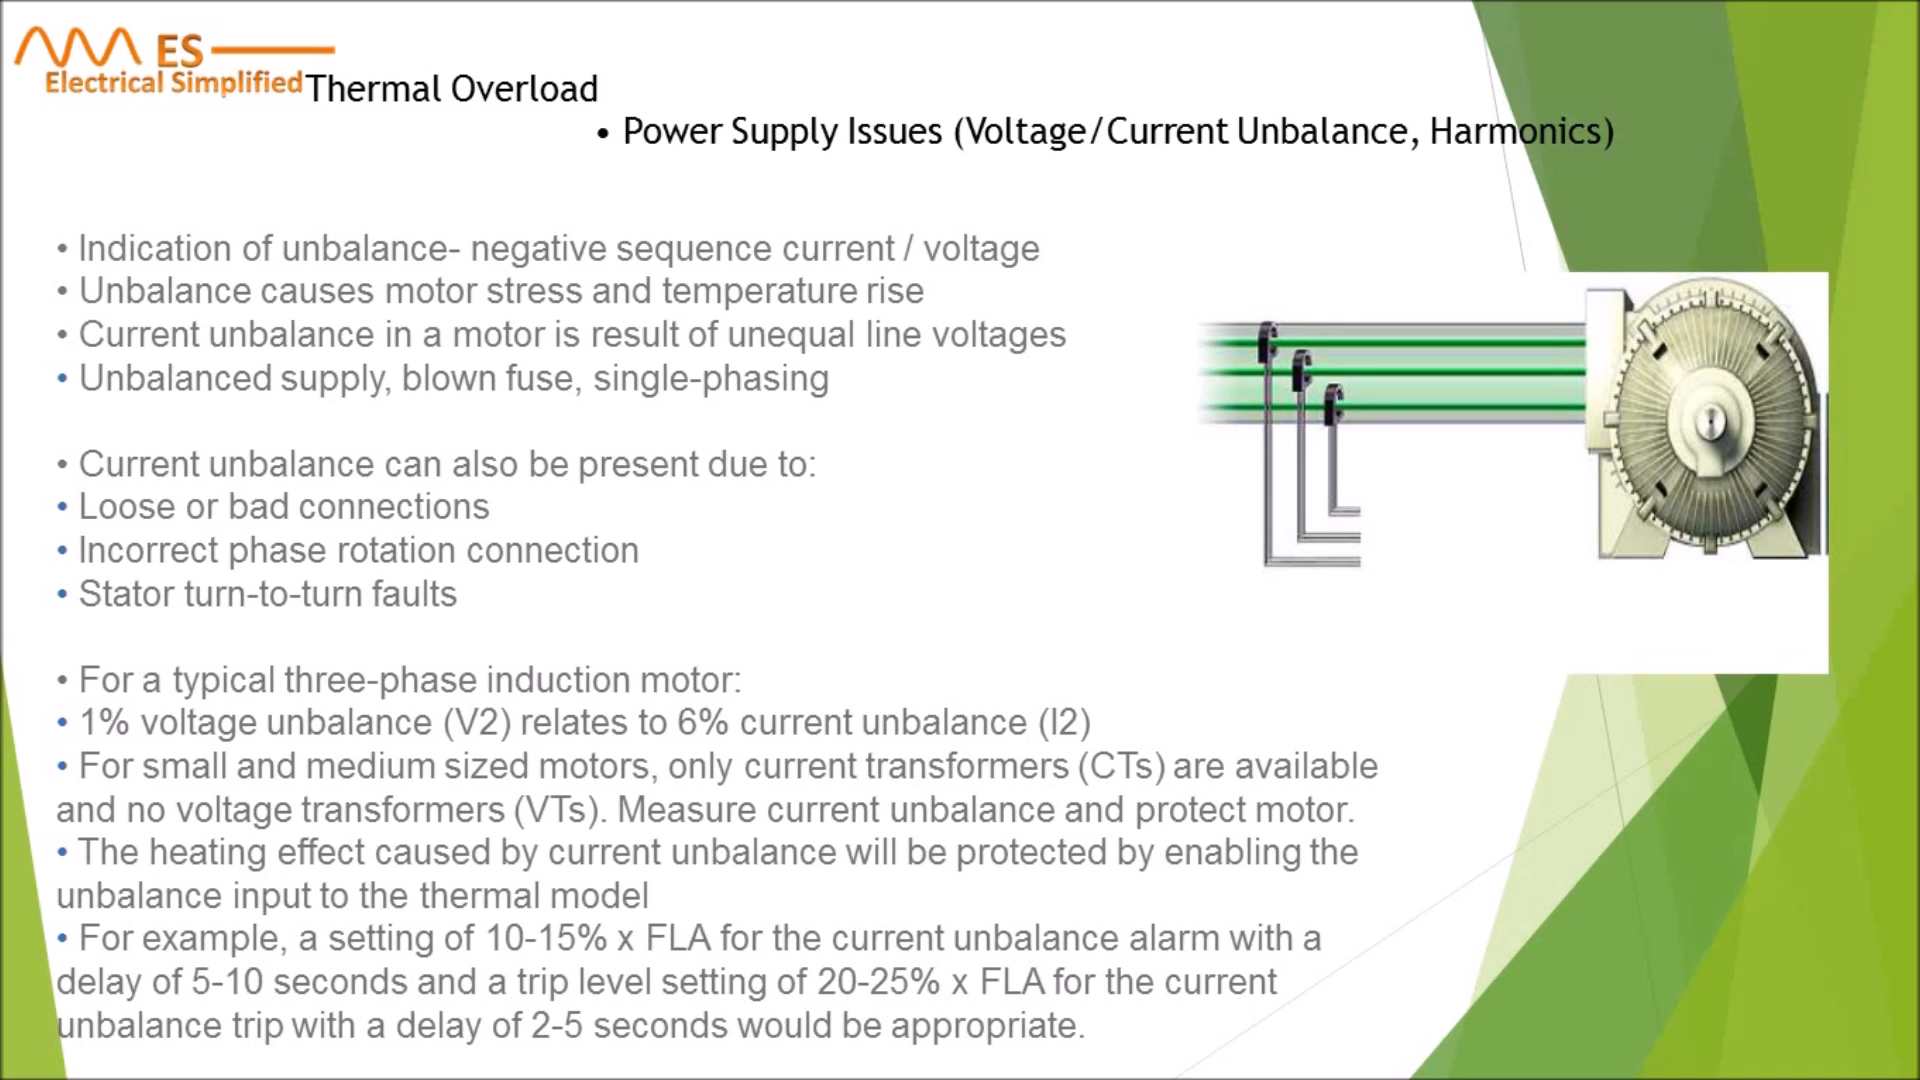 ES
Electrical Simplified
Thermal Overload
• Power Supply Issues (Voltage/Current Unbalance, Harmonics)
• Indication of unbalance- negative sequence current / voltage
• Unbalance causes motor stress and temperature rise
• Current unbalance in a motor is result of unequal line voltages
• Unbalanced supply, blown fuse, single-phasing
• Current unbalance can also be present due to:
• Loose or bad connections
• Incorrect phase rotation connection
• Stator turn-to-turn faults
• For a typical three-phase induction motor:
• 1% voltage unbalance (V2) relates to 6% current unbalance (I2)
• For small and medium sized motors, only current transformers (CTs) are available
and no voltage transformers (VTs). Measure current unbalance and protect motor.
• The heating effect caused by current unbalance will be protected by enabling the
unbalance input to the thermal model
• For example, a setting of 10-15% x FLA for the current unbalance alarm with a
delay of 5-10 seconds and a trip level setting of 20-25% x FLA for the current
unbalance trip with a delay of 2-5 seconds would be appropriate.